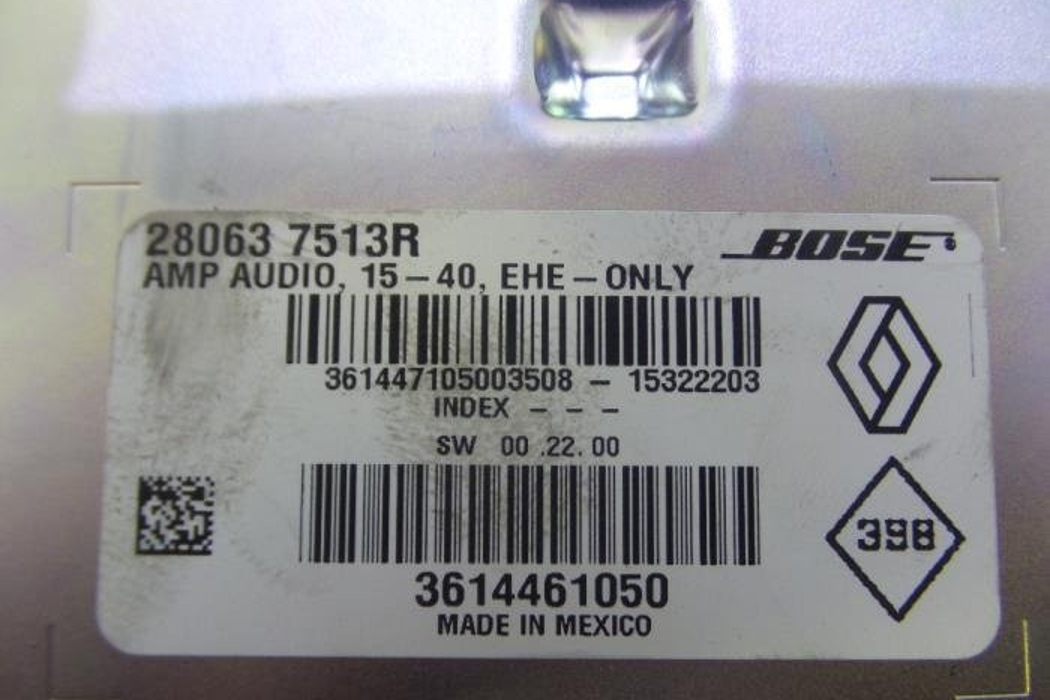 28063 7513R
BOSE
AMP AUDIO, 15-40, EHE-ONLY
361447105003508 - 15322203
INDEX - - -
SW 00 .22. 00
398
3614461050
MADE IN MEXICO